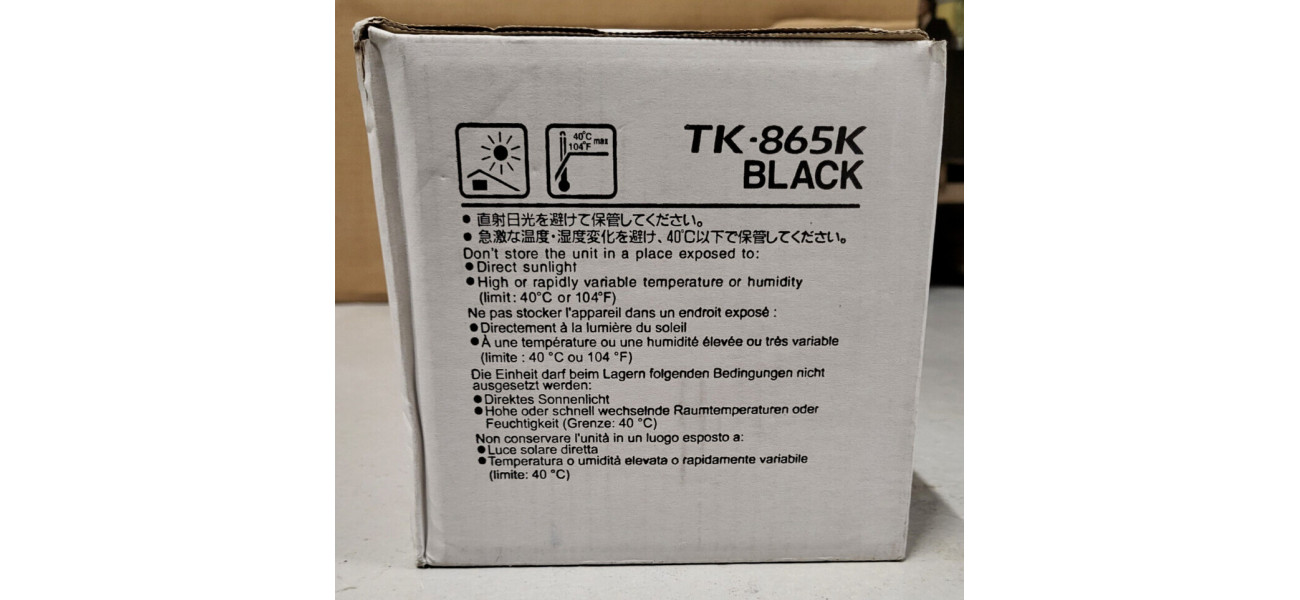 40°C
104°F max
TK-865K
BLACK
● 直射日光を避けて保管してください。
● 急激な温度・湿度変化を避け、40℃以下で保管してください。
Don't store the unit in a place exposed to:
● Direct sunlight
● High or rapidly variable temperature or humidity
(limit: 40°C or 104°F)
Ne pas stocker l'appareil dans un endroit exposé :
● Directement à la lumière du soleil
● À une température ou une humidité élevée ou très variable
(limite : 40 °C ou 104 °F)
Die Einheit darf beim Lagern folgenden Bedingungen nicht
ausgesetzt werden:
● Direktes Sonnenlicht
● Hohe oder schnell wechselnde Raumtemperaturen oder
Feuchtigkeit (Grenze: 40 °C)
Non conservare l'unità in un luogo esposto a:
● Luce solare diretta
● Temperatura o umidità elevata o rapidamente variabile
(limite: 40 °C)